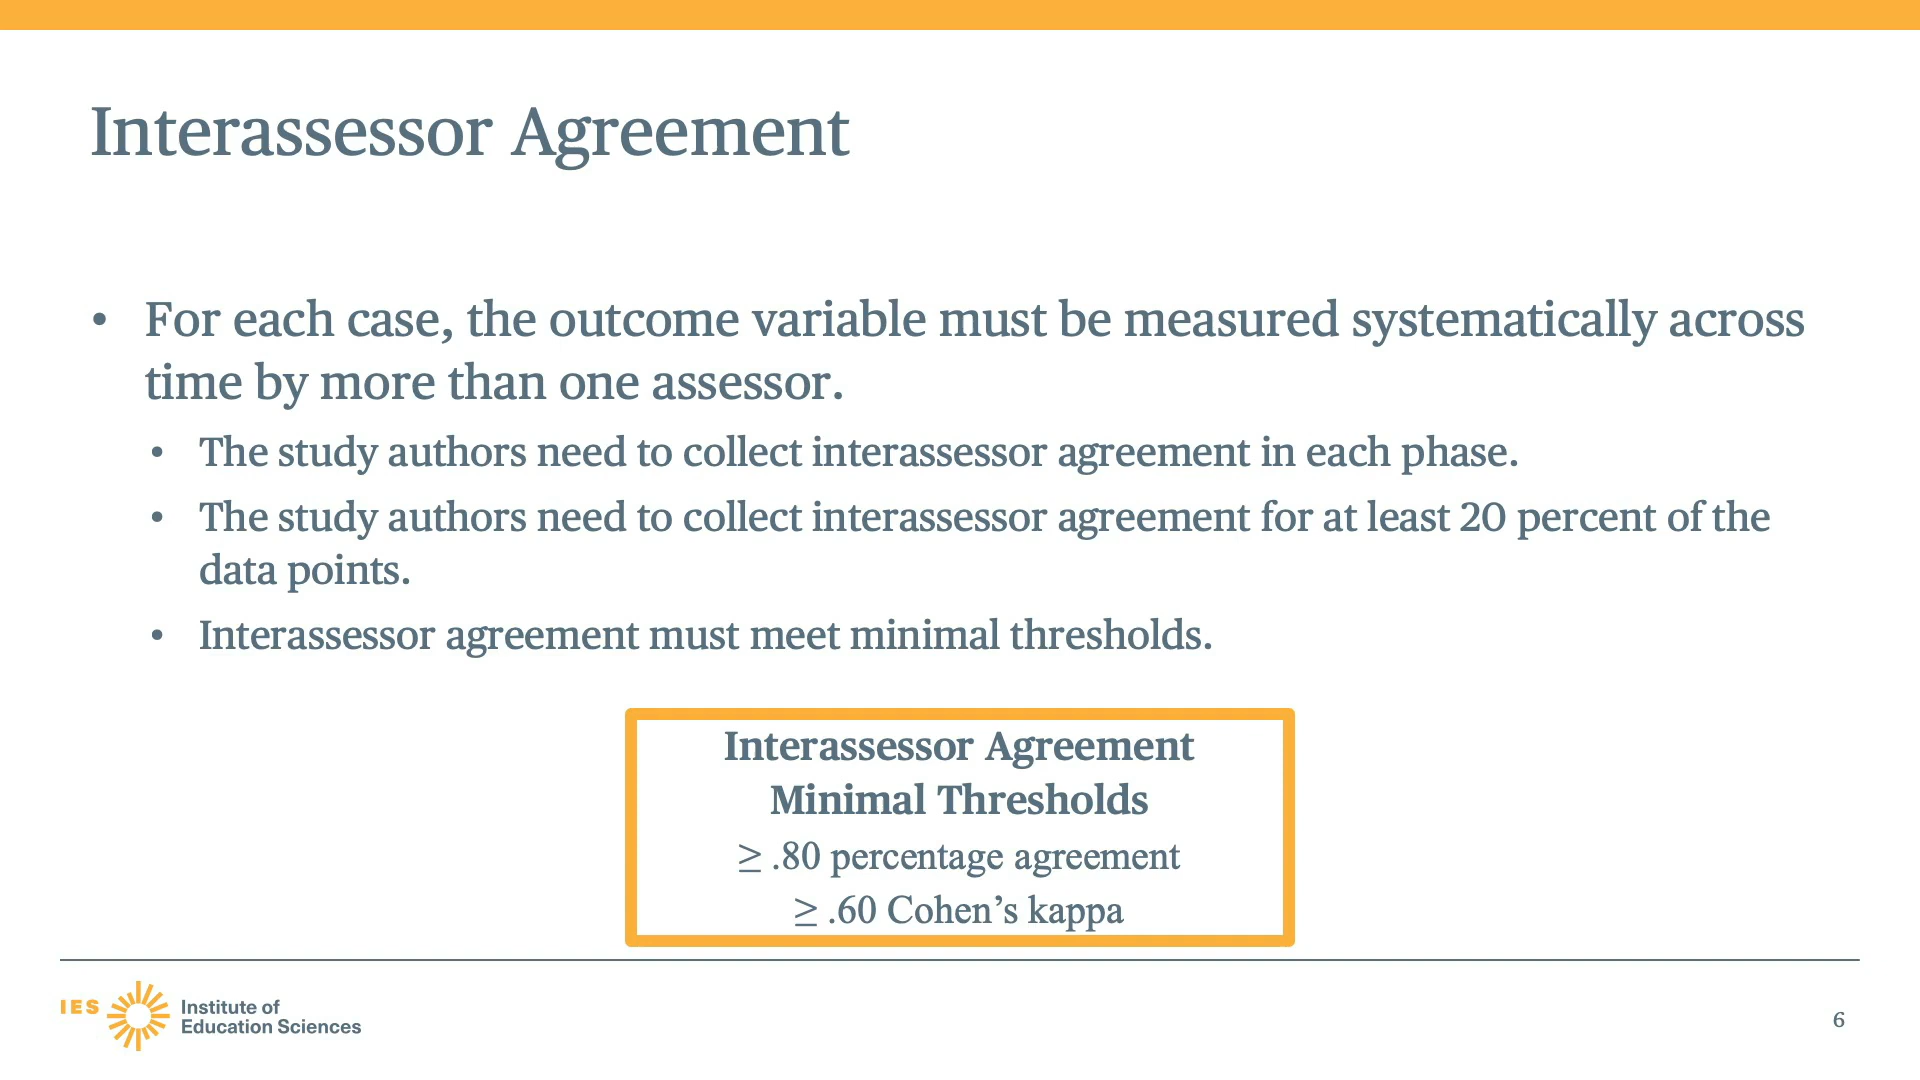 Interassessor Agreement
• For each case, the outcome variable must be measured systematically across
time by more than one assessor.
• The study authors need to collect interassessor agreement in each phase.
• The study authors need to collect interassessor agreement for at least 20 percent of the
data points.
• Interassessor agreement must meet minimal thresholds.
Interassessor Agreement
Minimal Thresholds
≥ .80 percentage agreement
≥ .60 Cohen’s kappa
IES
Institute of
Education Sciences
6